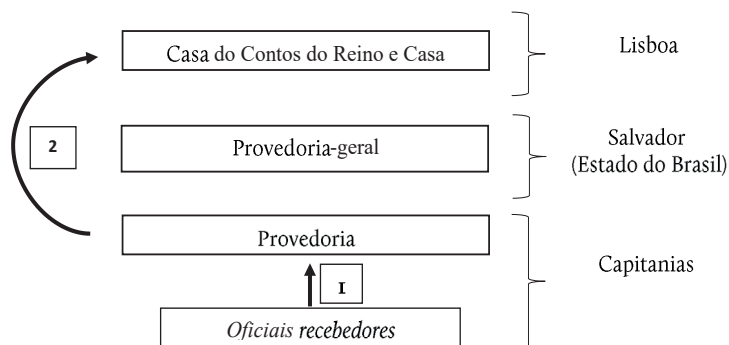 Casa do Contos do Reino e Casa
Lisboa
2
Provedoria-geral
Salvador
(Estado do Brasil)
Provedoria
Capitanias
I
Oficiais recebedores